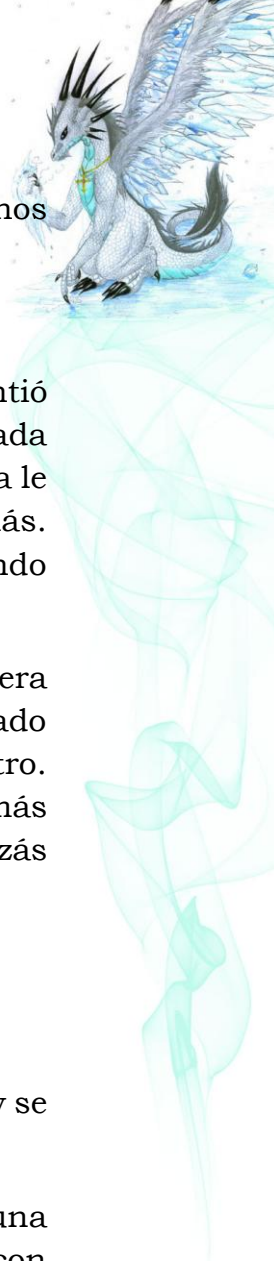 nos
ntió
ada
a le
ás.
ndo
era
ado
tro.
nás
zás
y se
una
con